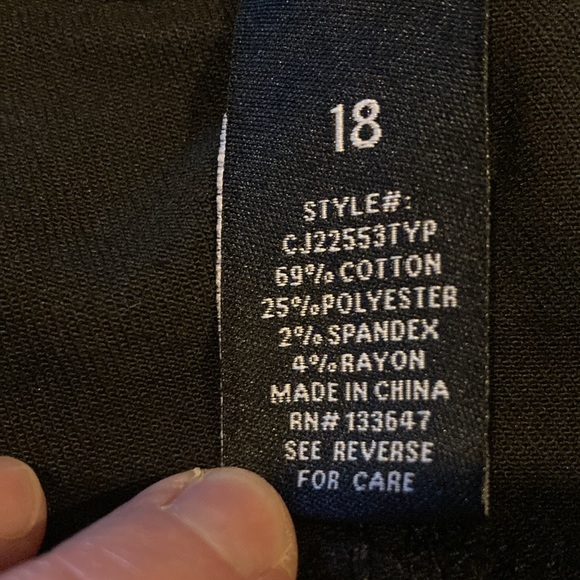 18
STYLE#:
CJ22553TYP
69% COTTON
25%POLYESTER
2% SPANDEX
4%RAYON
MADE IN CHINA
RN# 133647
SEE REVERSE
FOR CARE